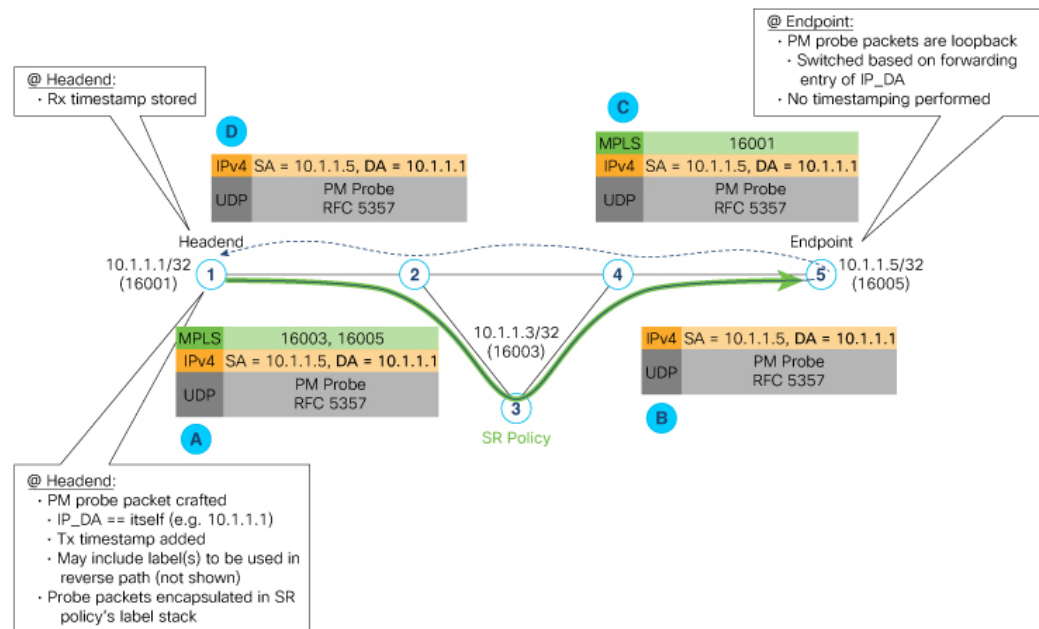 @ Endpoint:
· PM probe packets are loopback
· Switched based on forwarding
entry of IP_DA
· No timestamping performed
@ Headend:
· Rx timestamp stored
D
IPv4 SA = 10.1.1.5, DA = 10.1.1.1
UDP PM Probe
RFC 5357
C
MPLS 16001
IPv4 SA = 10.1.1.5, DA = 10.1.1.1
UDP PM Probe
RFC 5357
Headend
10.1.1.1/32
(16001)
1
2
4
Endpoint
5
10.1.1.5/32
(16005)
10.1.1.3/32
(16003)
3
SR Policy
MPLS 16003, 16005
IPv4 SA = 10.1.1.5, DA = 10.1.1.1
UDP PM Probe
RFC 5357
A
IPv4 SA = 10.1.1.5, DA = 10.1.1.1
UDP PM Probe
RFC 5357
B
@ Headend:
· PM probe packet crafted
· IP_DA == itself (e.g. 10.1.1.1)
· Tx timestamp added
· May include label(s) to be used in
reverse path (not shown)
· Probe packets encapsulated in SR
policy's label stack